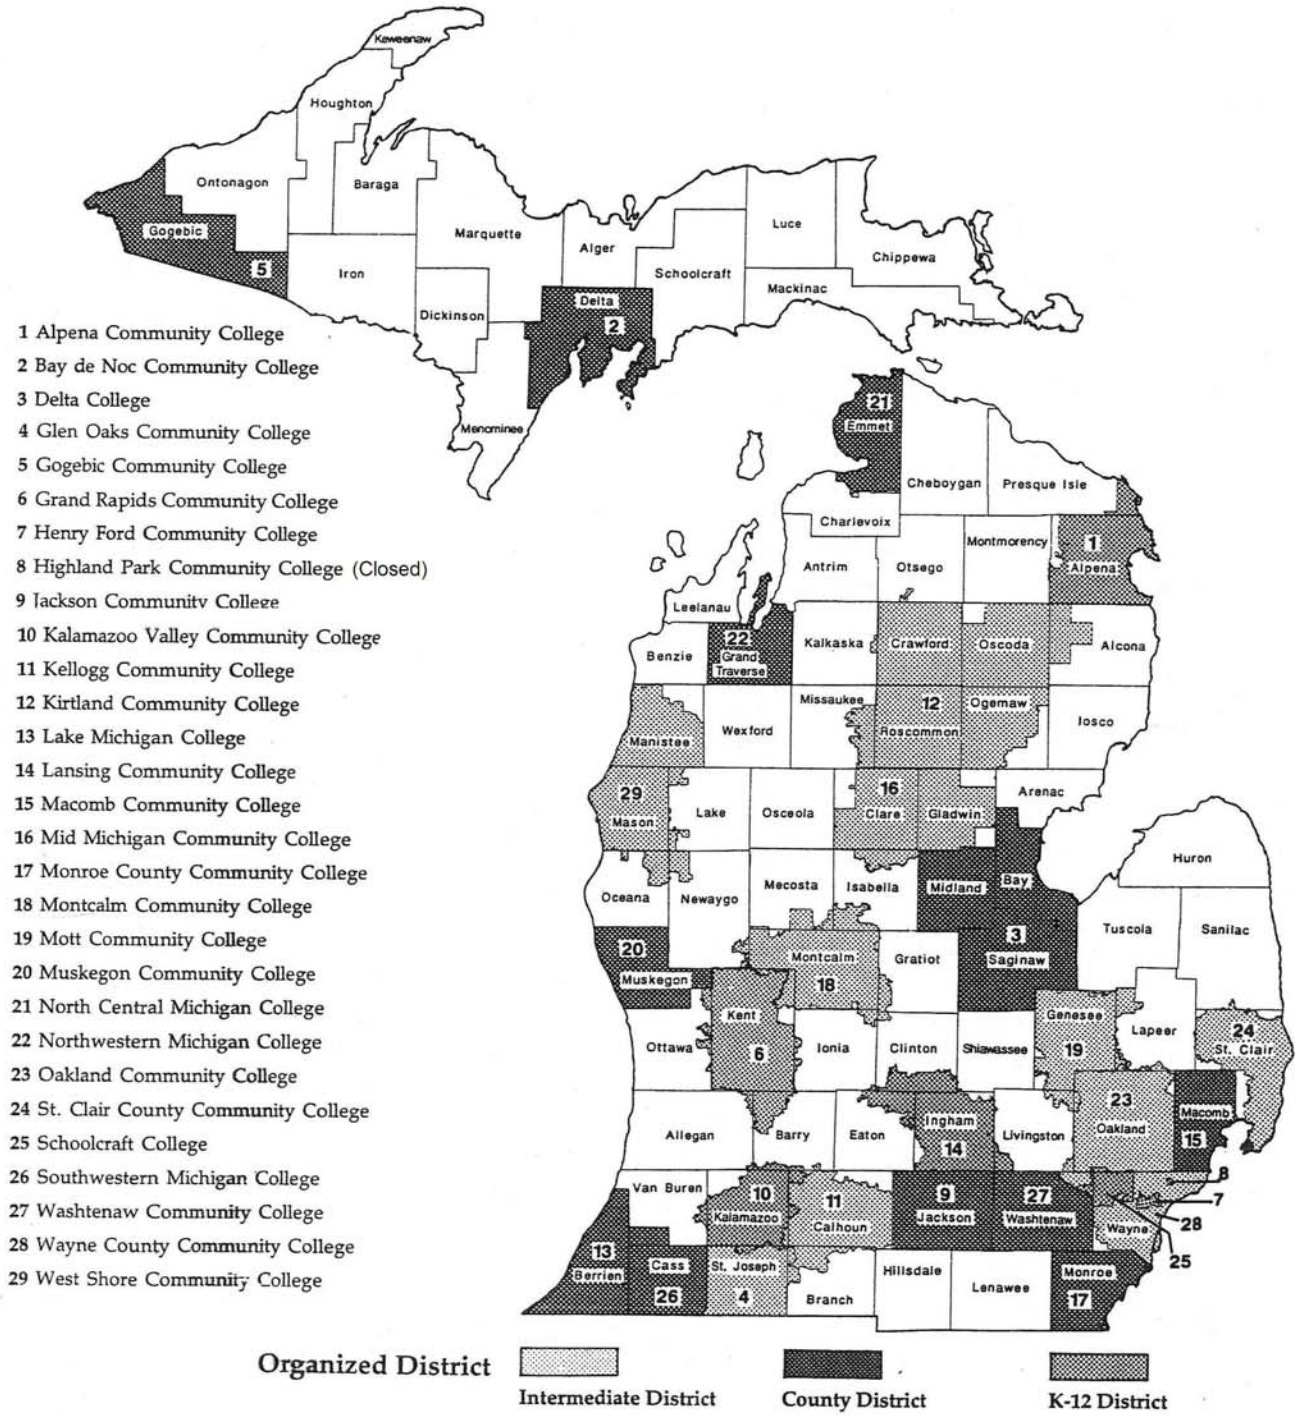 Keweenaw
Houghton
Ontonagon
Baraga
Gogebic
5
Marquette
Alger
Luce
Chippewa
Iron
Schoolcraft
Mackinac
Dickinson
Delta
2
Menominee
1 Alpena Community College
2 Bay de Noc Community College
3 Delta College
4 Glen Oaks Community College
5 Gogebic Community College
6 Grand Rapids Community College
7 Henry Ford Community College
8 Highland Park Community College (Closed)
9 Jackson Community College
10 Kalamazoo Valley Community College
11 Kellogg Community College
12 Kirtland Community College
13 Lake Michigan College
14 Lansing Community College
15 Macomb Community College
16 Mid Michigan Community College
17 Monroe County Community College
18 Montcalm Community College
19 Mott Community College
20 Muskegon Community College
21 North Central Michigan College
22 Northwestern Michigan College
23 Oakland Community College
24 St. Clair County Community College
25 Schoolcraft College
26 Southwestern Michigan College
27 Washtenaw Community College
28 Wayne County Community College
29 West Shore Community College
21
Emmet
Cheboygan
Presque Isle
Charlevoix
Antrim
Otsego
Montmorency
1
Alpena
Leelanau
Benzie
22
Grand
Traverse
Kalkaska
Crawford
Oscoda
Alcona
Manistee
Wexford
Missaukee
12
Roscommon
Ogemaw
Iosco
29
Mason
Lake
Osceola
16
Clare
Gladwin
Arenac
Oceana
Newaygo
Mecosta
Isabella
Midland
Bay
Huron
20
Muskegon
Montcalm
18
Gratiot
3
Saginaw
Tuscola
Sanilac
Kent
6
Ottawa
Ionia
Clinton
Shiawassee
Genesee
19
Lapeer
24
St. Clair
Allegan
Barry
Eaton
Ingham
14
Livingston
23
Oakland
Macomb
15
Van Buren
10
Kalamazoo
11
Calhoun
9
Jackson
27
Washtenaw
Wayne
8
7
28
25
13
Berrien
Cass
26
St. Joseph
4
Branch
Hillsdale
Lenawee
Monroe
17
Organized District
Intermediate District
County District
K-12 District